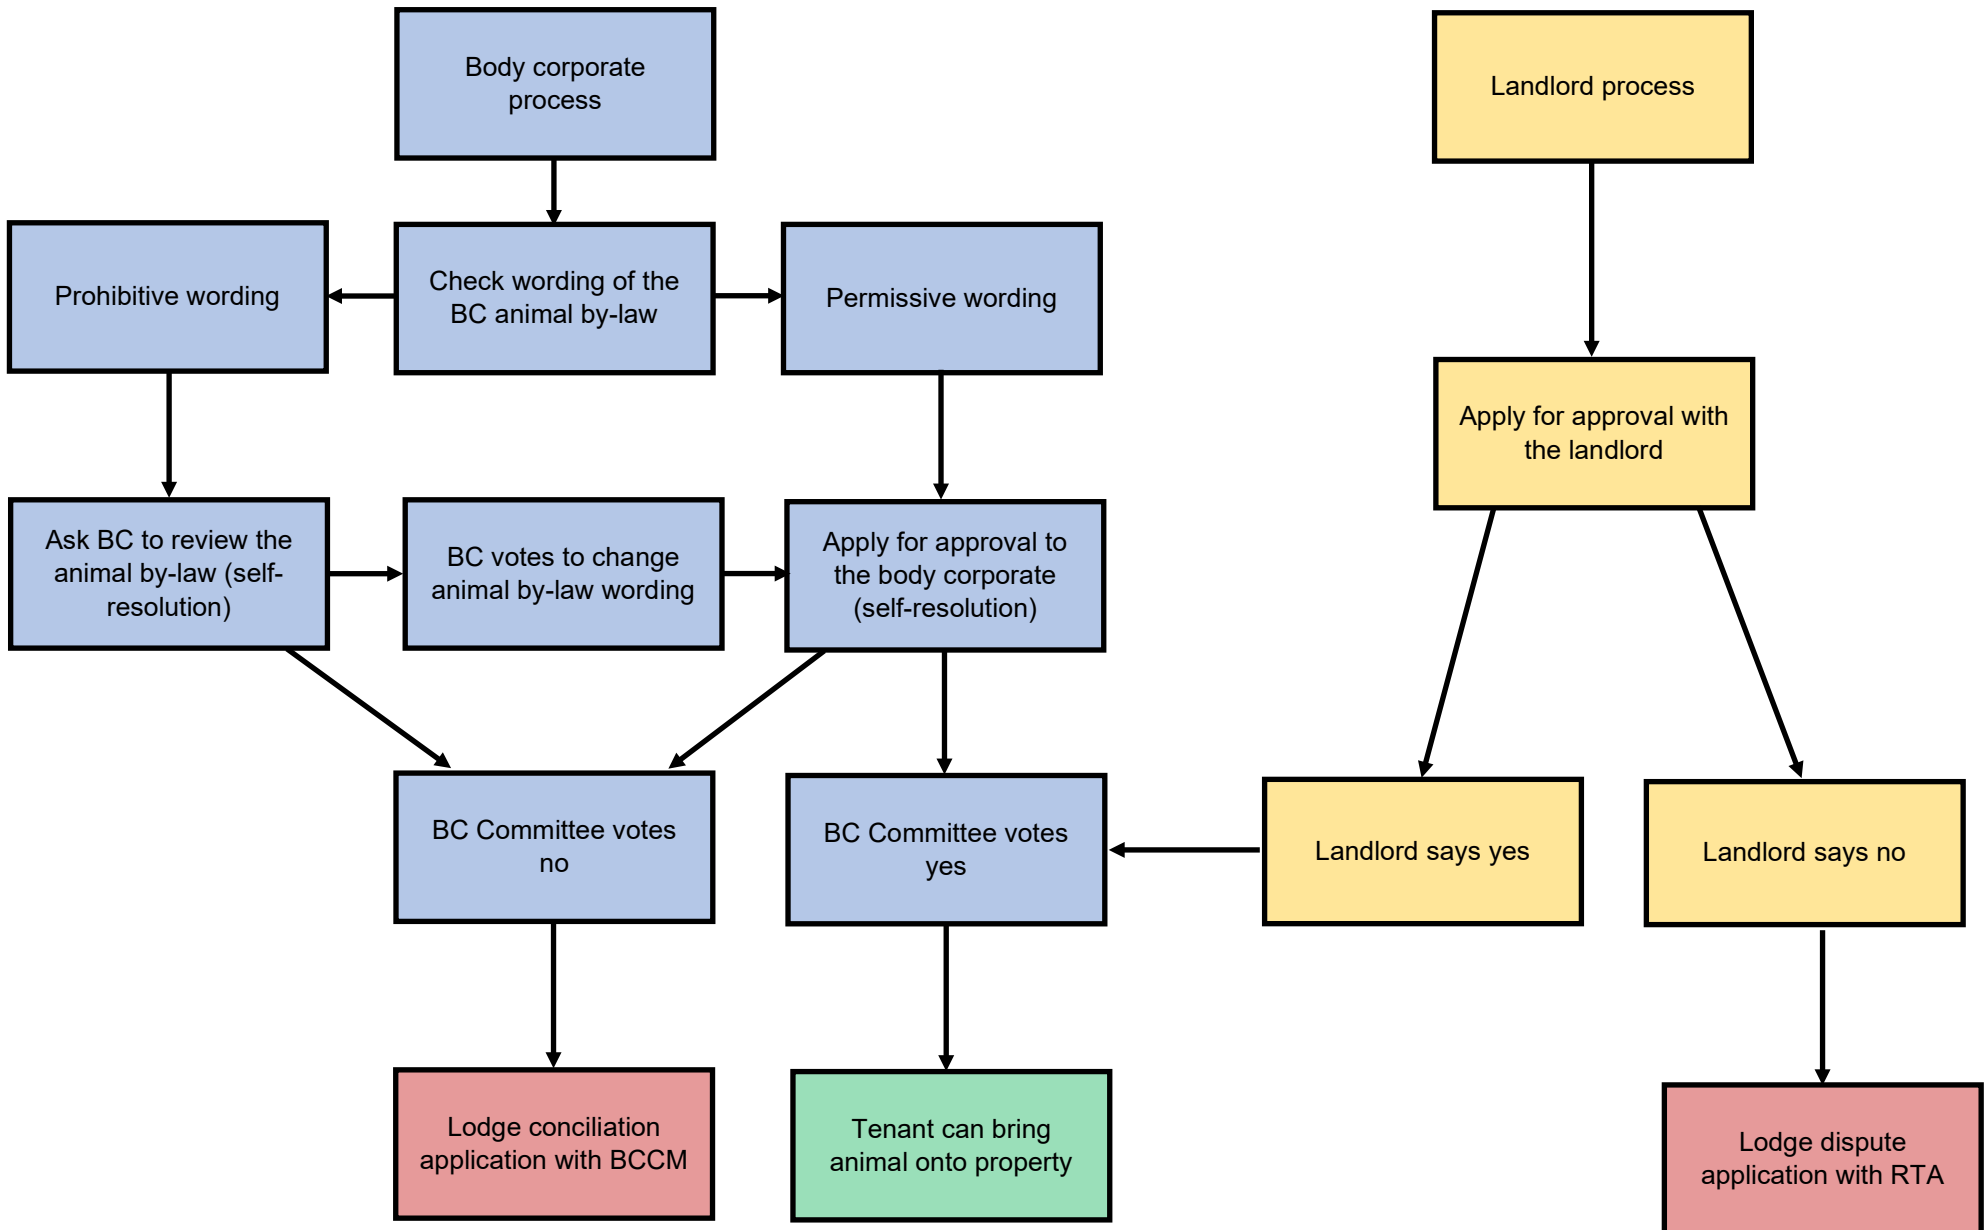 Body corporate
process
Landlord process
Prohibitive wording
Check wording of the
BC animal by-law
Permissive wording
Apply for approval with
the landlord
Ask BC to review the
animal by-law (self-
resolution)
BC votes to change
animal by-law wording
Apply for approval to
the body corporate
(self-resolution)
BC Committee votes
no
BC Committee votes
yes
Landlord says yes
Landlord says no
Lodge conciliation
application with BCCM
Tenant can bring
animal onto property
Lodge dispute
application with RTA